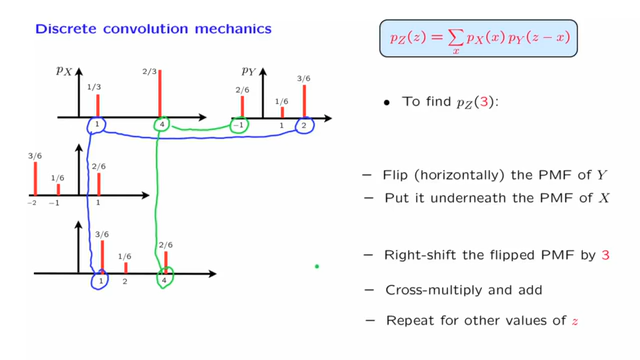 Discrete convolution mechanics
p_Z(z) = ∑_x p_X(x) p_Y(z − x)
p_X
1/3
2/3
1
4
p_Y
2/6
1/6
3/6
−1
1
2
• To find p_Z(3):
3/6
1/6
2/6
−2
−1
1
– Flip (horizontally) the PMF of Y
– Put it underneath the PMF of X
3/6
1/6
2/6
1
2
4
– Right-shift the flipped PMF by 3
– Cross-multiply and add
– Repeat for other values of z